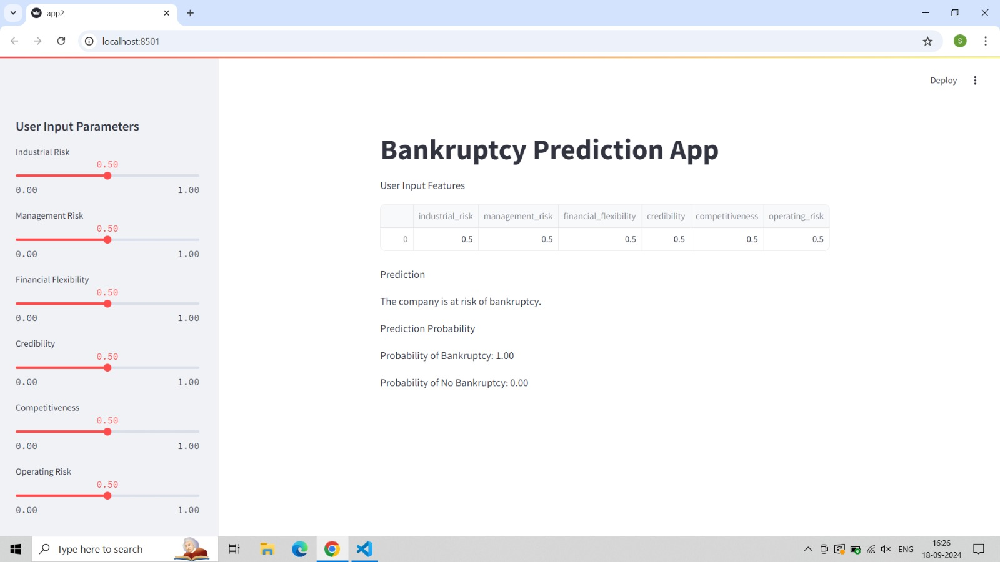 app2
localhost:8501
S
Deploy
User Input Parameters
Industrial Risk
0.50
0.00 1.00
Management Risk
0.50
0.00 1.00
Financial Flexibility
0.50
0.00 1.00
Credibility
0.50
0.00 1.00
Competitiveness
0.50
0.00 1.00
Operating Risk
0.50
0.00 1.00
Bankruptcy Prediction App
User Input Features
industrial_risk management_risk financial_flexibility credibility competitiveness operating_risk
0 0.5 0.5 0.5 0.5 0.5 0.5
Prediction
The company is at risk of bankruptcy.
Prediction Probability
Probability of Bankruptcy: 1.00
Probability of No Bankruptcy: 0.00
Type here to search
ENG
16:26
18-09-2024